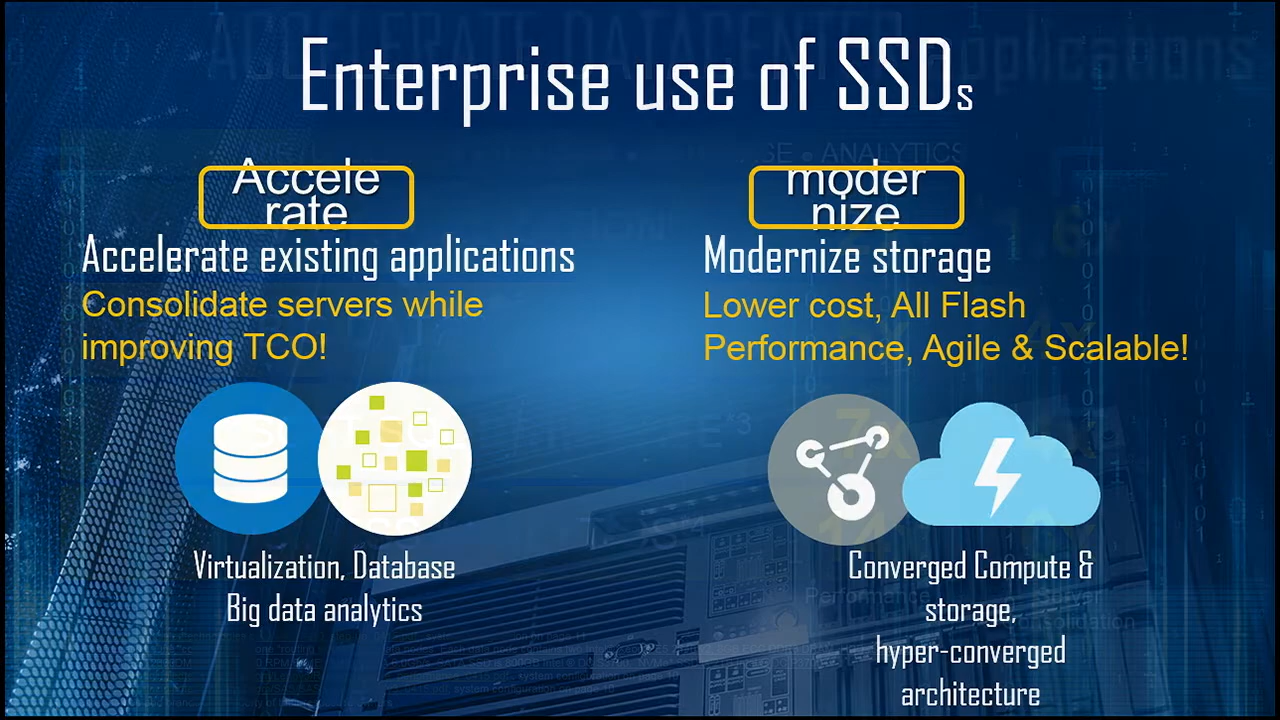 Enterprise use of SSDs
Accele
rate
Accelerate existing applications
Consolidate servers while
improving TCO!
Virtualization, Database
Big data analytics
moder
nize
Modernize storage
Lower cost, All Flash
Performance, Agile & Scalable!
Converged Compute &
storage,
hyper-converged
architecture